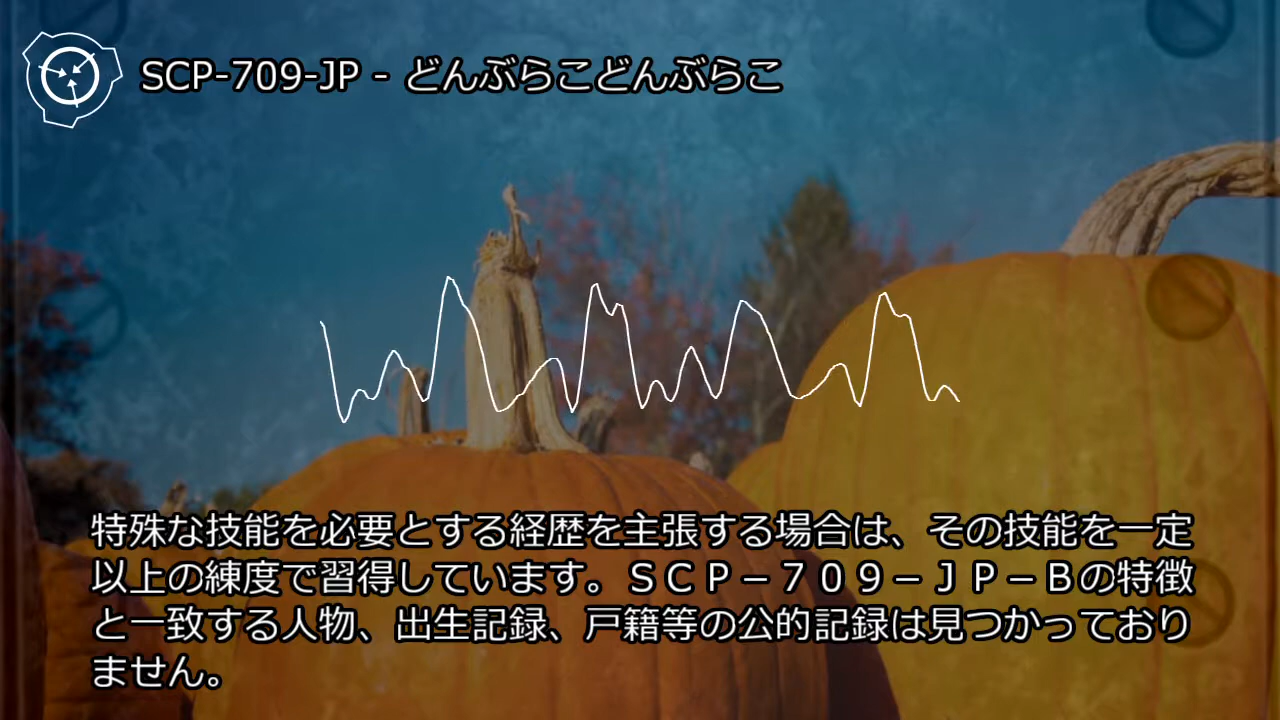 SCP-709-JP - どんぶらこどんぶらこ
特殊な技能を必要とする経歴を主張する場合は、その技能を一定
以上の練度で習得しています。ＳＣＰ－７０９－ＪＰ－Ｂの特徴
と一致する人物、出生記録、戸籍等の公的記録は見つかっており
ません。